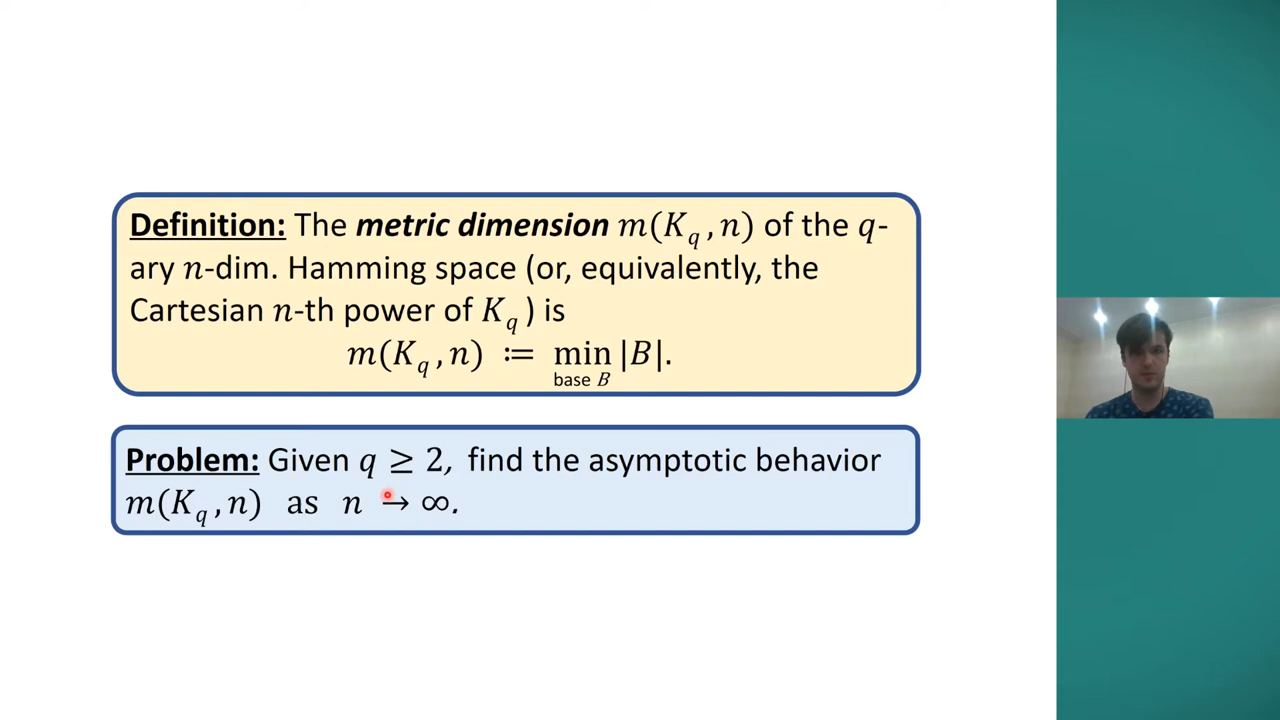 Definition: The metric dimension m(K_q, n) of the q-
ary n-dim. Hamming space (or, equivalently, the
Cartesian n-th power of K_q ) is
m(K_q, n) := min |B|.
base B
Problem: Given q ≥ 2, find the asymptotic behavior
m(K_q, n) as n → ∞.